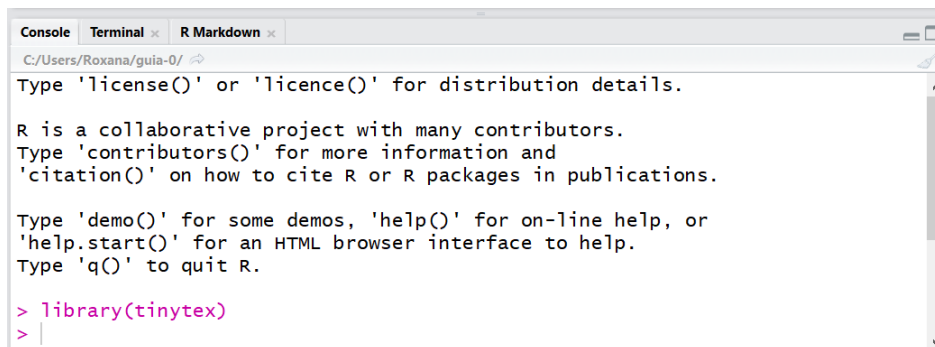 Console Terminal R Markdown
C:/Users/Roxana/guia-0/
Type 'license()' or 'licence()' for distribution details.
R is a collaborative project with many contributors.
Type 'contributors()' for more information and
'citation()' on how to cite R or R packages in publications.
Type 'demo()' for some demos, 'help()' for on-line help, or
'help.start()' for an HTML browser interface to help.
Type 'q()' to quit R.
> library(tinytex)
>